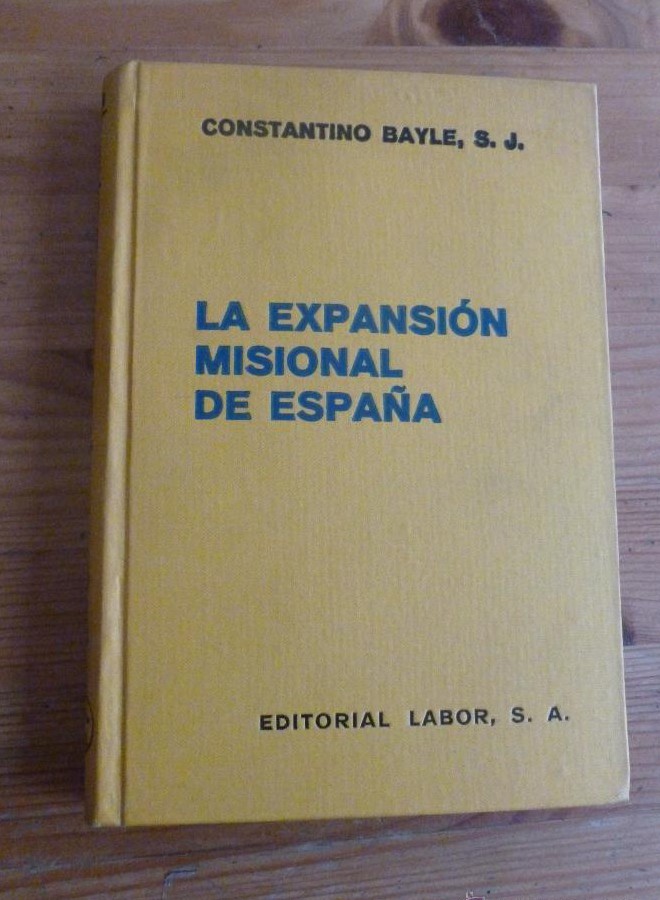 CONSTANTINO BAYLE, S. J.
LA EXPANSIÓN
MISIONAL
DE ESPAÑA
EDITORIAL LABOR, S. A.